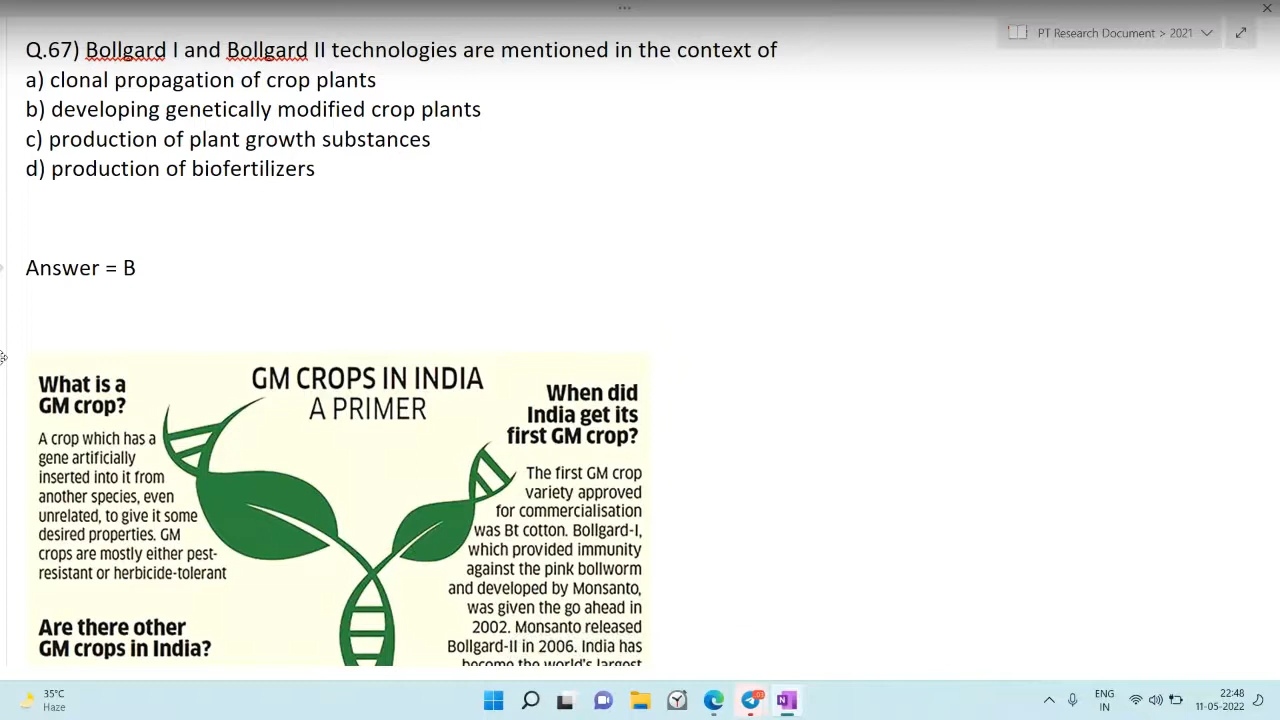 PT Research Document > 2021
Q.67) Bollgard I and Bollgard II technologies are mentioned in the context of
a) clonal propagation of crop plants
b) developing genetically modified crop plants
c) production of plant growth substances
d) production of biofertilizers
Answer = B
GM CROPS IN INDIA
A PRIMER
What is a
GM crop?
A crop which has a
gene artificially
inserted into it from
another species, even
unrelated, to give it some
desired properties. GM
crops are mostly either pest-
resistant or herbicide-tolerant
Are there other
GM crops in India?
When did
India get its
first GM crop?
The first GM crop
variety approved
for commercialisation
was Bt cotton. Bollgard-I,
which provided immunity
against the pink bollworm
and developed by Monsanto,
was given the go ahead in
2002. Monsanto released
Bollgard-II in 2006. India has
become the world's largest
35°C
Haze
ENG
IN
22:48
11-05-2022